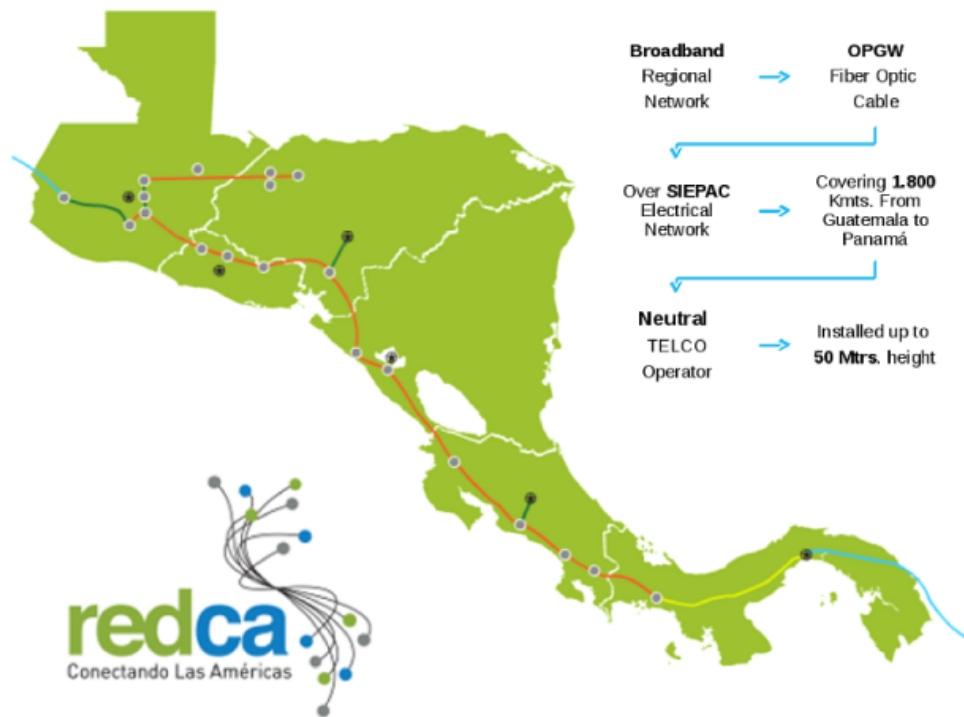 Broadband
Regional
Network
OPGW
Fiber Optic
Cable
Over SIEPAC
Electrical
Network
Covering 1.800
Kmts. From
Guatemala to
Panamá
Neutral
TELCO
Operator
Installed up to
50 Mtrs. height
redca
Conectando Las Américas